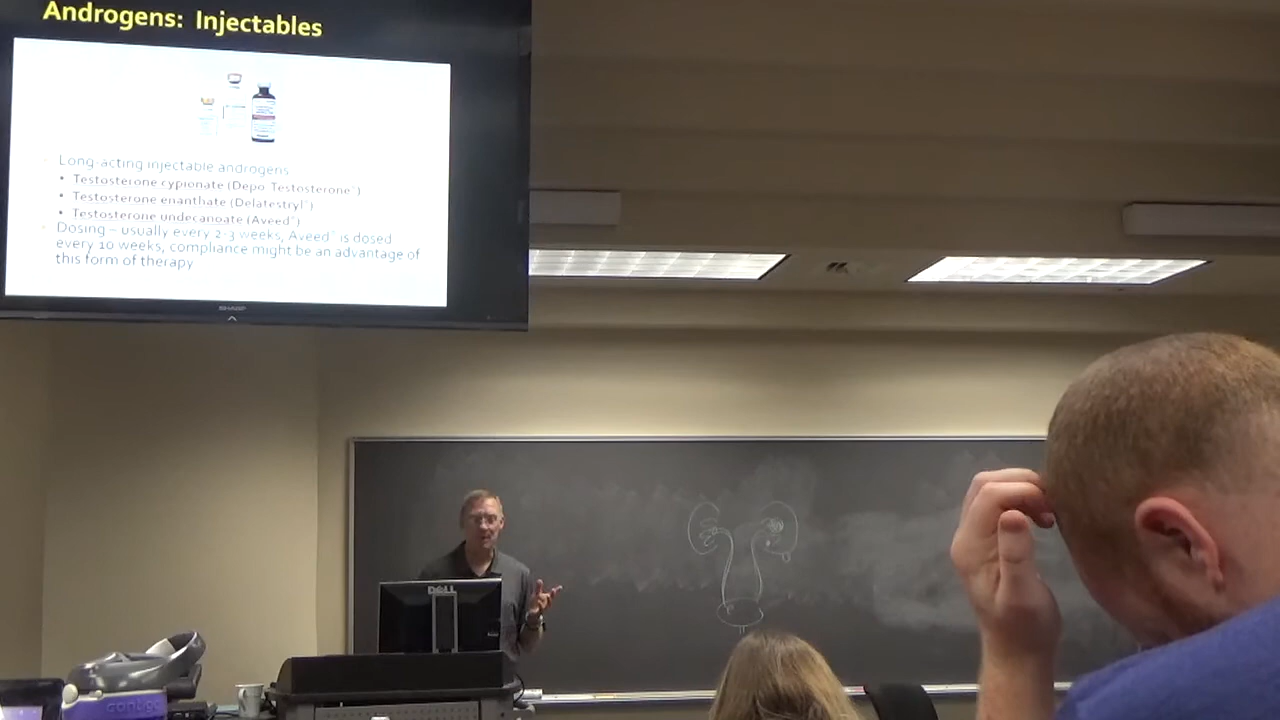 Androgens: Injectables
Long-acting injectable androgens
• Testosterone cypionate (Depo Testosterone®)
• Testosterone enanthate (Delatestryl®)
• Testosterone undecanoate (Aveed®)
Dosing – usually every 2-3 weeks, Aveed® is dosed
every 10 weeks, compliance might be an advantage of
this form of therapy
SHARP
DELL
contigo